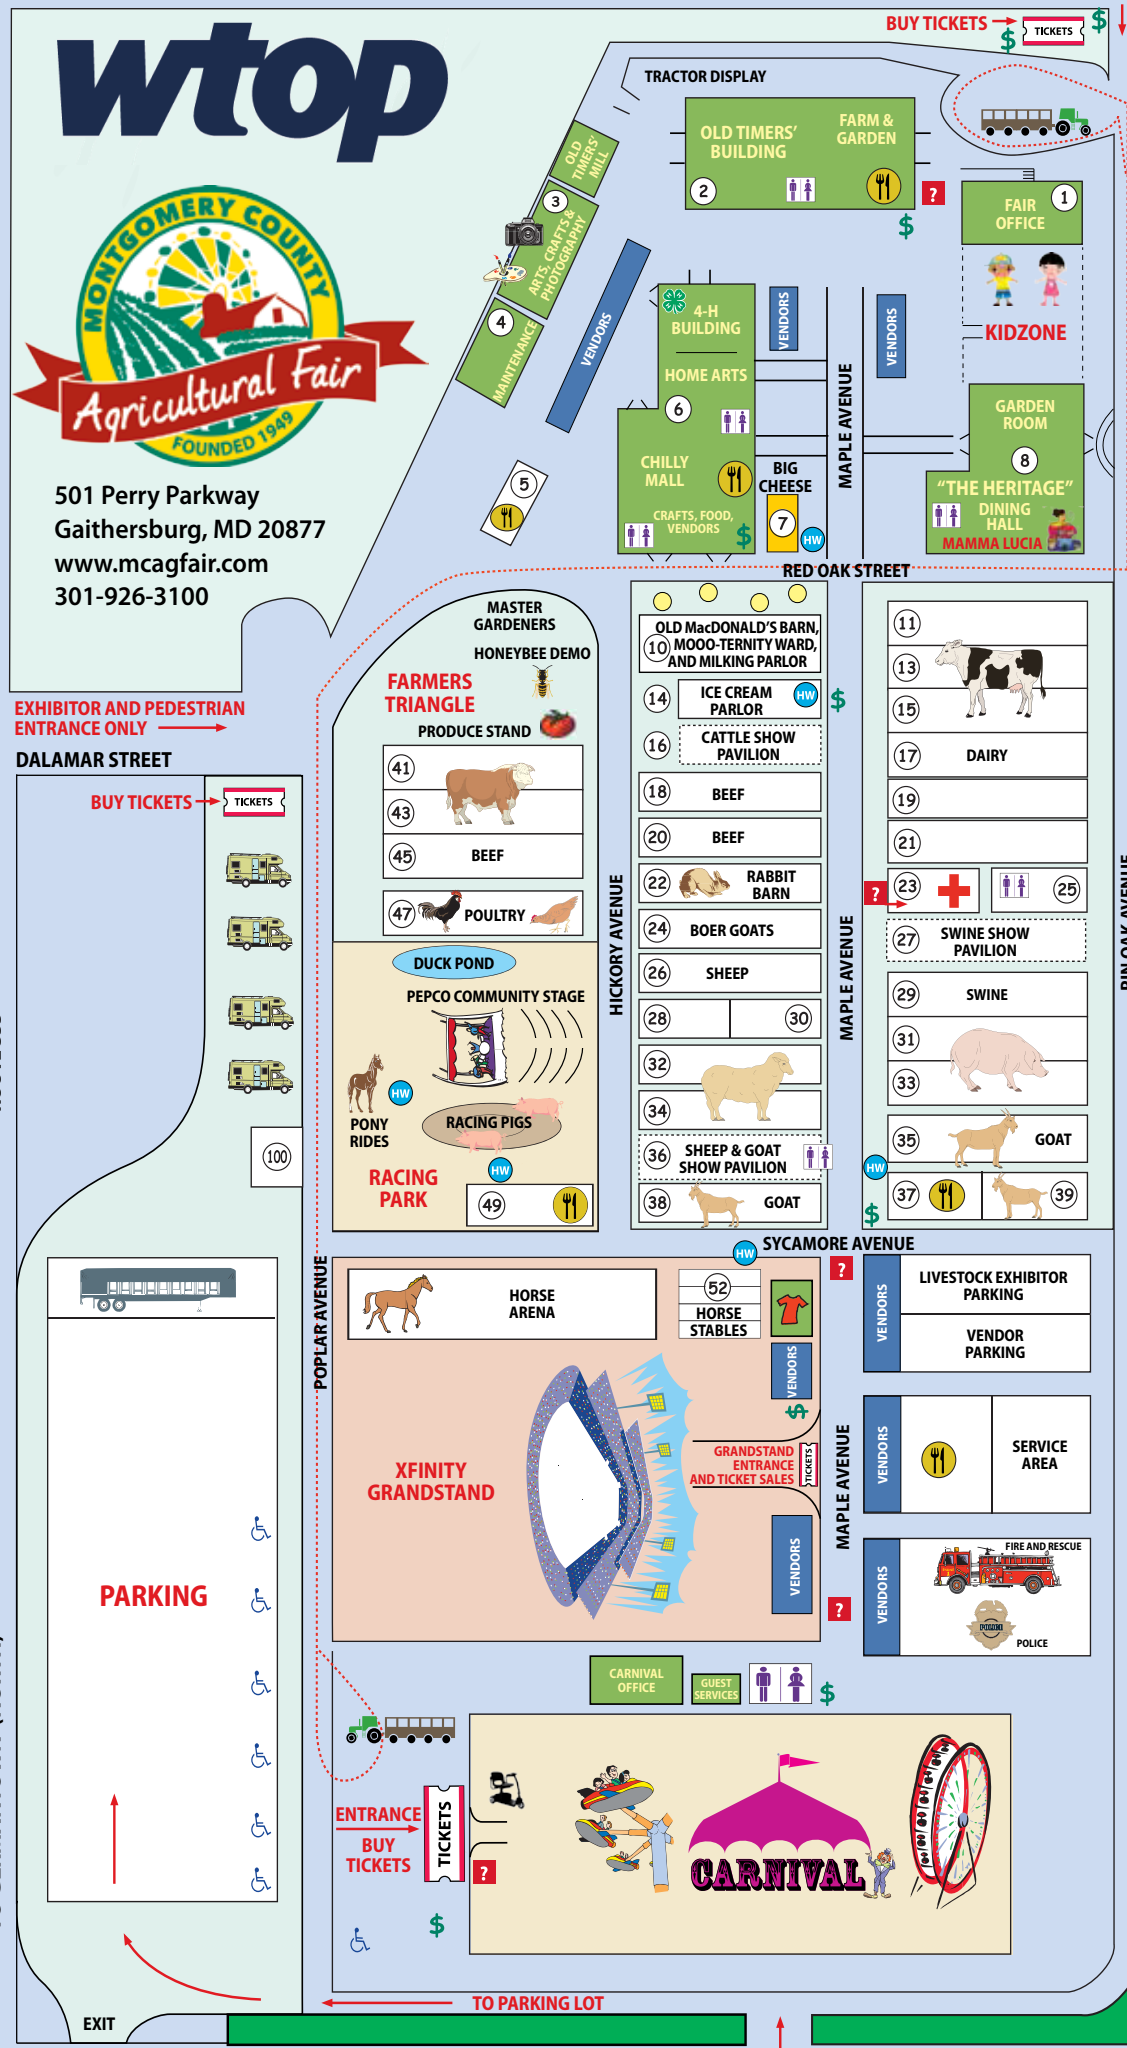 wtop
MONTGOMERY COUNTY
Agricultural Fair
FOUNDED 1949
501 Perry Parkway
Gaithersburg, MD 20877
www.mcagfair.com
301-926-3100
BUY TICKETS
TICKETS
$
$
TRACTOR DISPLAY
OLD TIMERS'
BUILDING
FARM &
GARDEN
2
?
$
FAIR
OFFICE
1
KIDZONE
OLD
TIMERS'
MILL
3
ARTS, CRAFTS &
PHOTOGRAPHY
4
MAINTENANCE
VENDORS
5
4-H
BUILDING
HOME ARTS
6
CHILLY
MALL
CRAFTS, FOOD,
VENDORS
$
VENDORS
VENDORS
MAPLE AVENUE
BIG
CHEESE
7
HW
GARDEN
ROOM
8
“THE HERITAGE”
DINING
HALL
MAMMA LUCIA
RED OAK STREET
EXHIBITOR AND PEDESTRIAN
ENTRANCE ONLY
DALAMAR STREET
BUY TICKETS
TICKETS
100
MASTER
GARDENERS
HONEYBEE DEMO
FARMERS
TRIANGLE
PRODUCE STAND
41
43
45
BEEF
47
POULTRY
DUCK POND
PEPCO COMMUNITY STAGE
HW
PONY
RIDES
RACING PIGS
HW
RACING
PARK
49
HICKORY AVENUE
OLD MacDONALD'S BARN,
10
MOOO-TERNITY WARD,
AND MILKING PARLOR
14
ICE CREAM
PARLOR
HW
$
16
CATTLE SHOW
PAVILION
18
BEEF
20
BEEF
22
RABBIT
BARN
24
BOER GOATS
26
SHEEP
28
30
32
34
36
SHEEP & GOAT
SHOW PAVILION
38
GOAT
MAPLE AVENUE
11
13
15
17
DAIRY
19
21
?
23
25
27
SWINE SHOW
PAVILION
29
SWINE
31
33
35
GOAT
HW
37
39
$
HW
SYCAMORE AVENUE
POPLAR AVENUE
HORSE
ARENA
52
HORSE
STABLES
VENDORS
$
?
VENDORS
LIVESTOCK EXHIBITOR
PARKING
VENDOR
PARKING
XFINITY
GRANDSTAND
GRANDSTAND
ENTRANCE
AND TICKET SALES
TICKETS
MAPLE AVENUE
VENDORS
SERVICE
AREA
VENDORS
?
VENDORS
FIRE AND RESCUE
POLICE
POLICE
PARKING
CARNIVAL
OFFICE
GUEST
SERVICES
$
ENTRANCE
BUY
TICKETS
TICKETS
?
$
CARNIVAL
TO PARKING LOT
EXIT